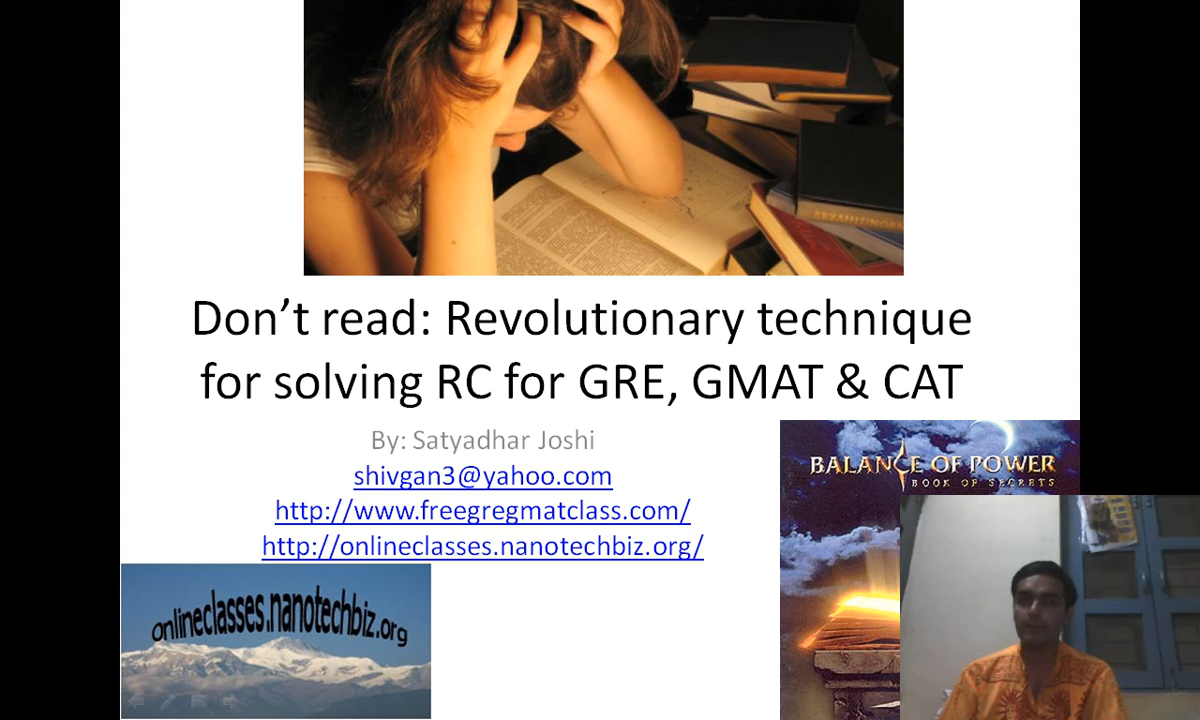 ERZAHLUNGEN
Don't read: Revolutionary technique
for solving RC for GRE, GMAT & CAT
By: Satyadhar Joshi
shivgan3@yahoo.com
http://www.freegregmatclass.com/
http://onlineclasses.nanotechbiz.org/
BALANCE OF POWER
BOOK OF SECRETS
onlineclasses.nanotechbiz.org